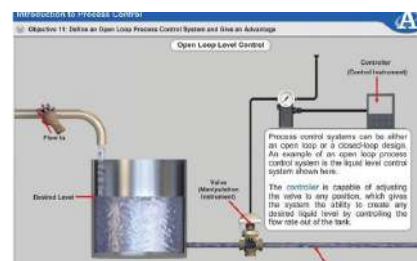 Introduction to Process Control
Objective 11: Define an Open Loop Process Control System and Give an Advantage
A
Open Loop Level Control
Controller
(Control Instrument)
Flow In
Desired Level
Valve
(Manipulation
Instrument)
Process control systems can be either
an open loop or a closed-loop design.
An example of an open loop process
control system is the liquid level control
system shown here.
The controller is capable of adjusting
the valve to any position, which gives
the system the ability to create any
desired liquid level by controlling the
flow rate out of the tank.